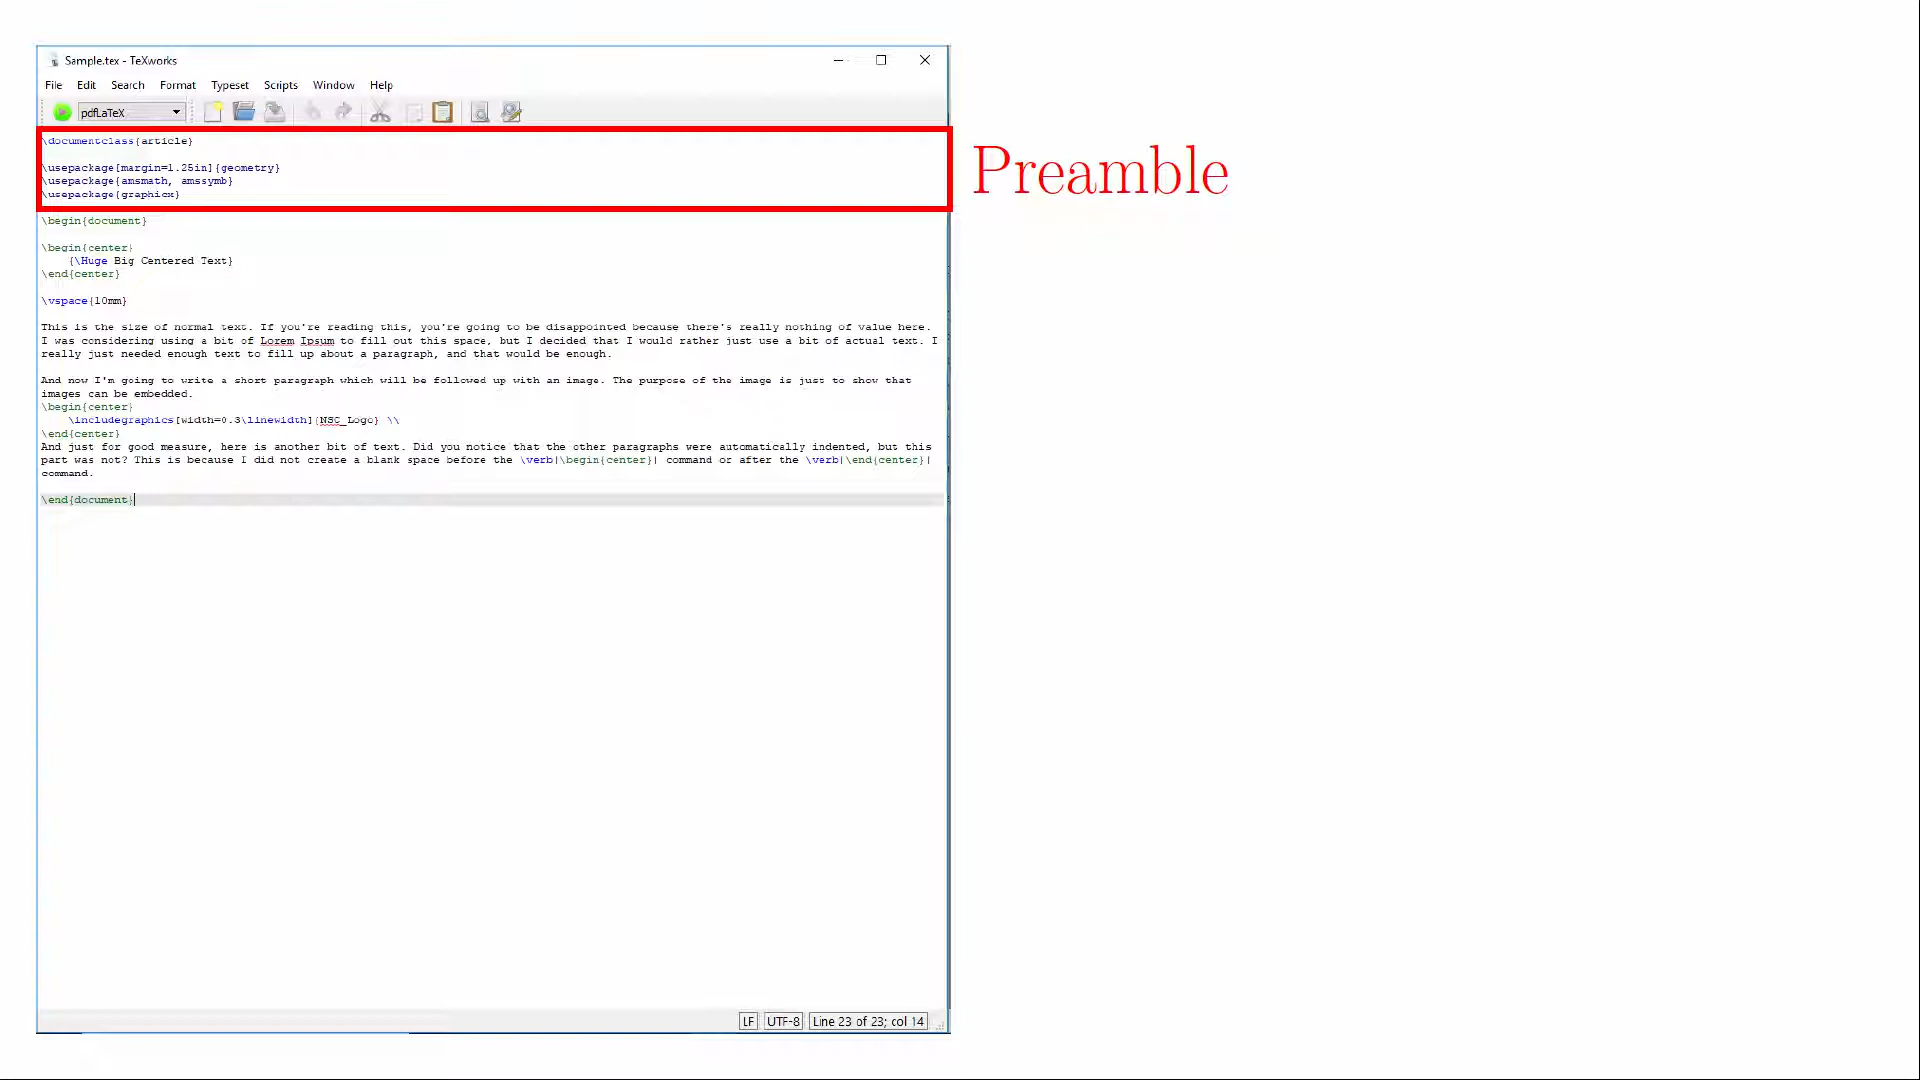 Sample.tex - TeXworks
File Edit Search Format Typeset Scripts Window Help
pdfLaTeX
\documentclass{article}
\usepackage[margin=1.25in]{geometry}
\usepackage{amsmath, amssymb}
\usepackage{graphicx}
Preamble
\begin{document}
\begin{center}
{\Huge Big Centered Text}
\end{center}
\vspace{10mm}
This is the size of normal text. If you're reading this, you're going to be disappointed because there's really nothing of value here.
I was considering using a bit of Lorem Ipsum to fill out this space, but I decided that I would rather just use a bit of actual text. I
really just needed enough text to fill up about a paragraph, and that would be enough.
And now I'm going to write a short paragraph which will be followed up with an image. The purpose of the image is just to show that
images can be embedded.
\begin{center}
\includegraphics[width=0.3\linewidth]{NSC_Logo} \\
\end{center}
And just for good measure, here is another bit of text. Did you notice that the other paragraphs were automatically indented, but this
part was not? This is because I did not create a blank space before the \verb|\begin{center}| command or after the \verb|\end{center}|
command.
\end{document}
LF UTF-8 Line 23 of 23; col 14